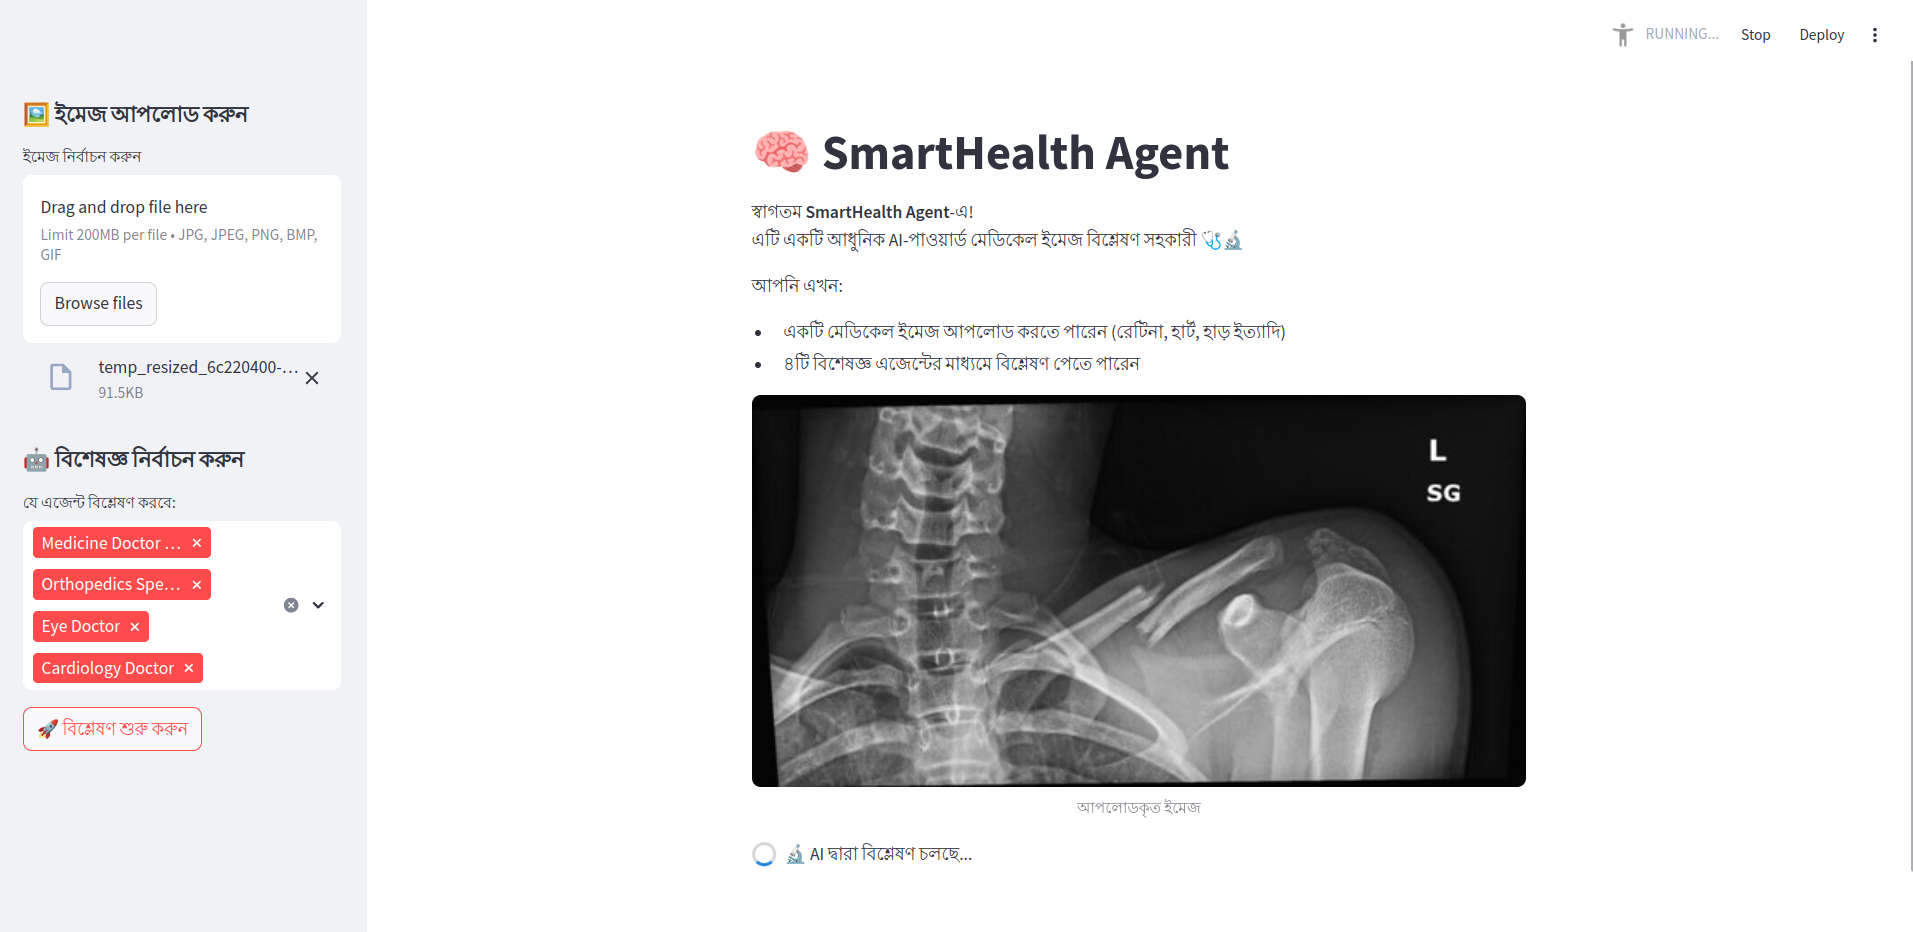 RUNNING...
Stop
Deploy
ইমেজ আপলোড করুন
ইমেজ নির্বাচন করুন
Drag and drop file here
Limit 200MB per file • JPG, JPEG, PNG, BMP,
GIF
Browse files
temp_resized_6c220400-...
91.5KB
বিশেষজ্ঞ নির্বাচন করুন
যে এজেন্ট বিশ্লেষণ করবে:
Medicine Doctor ...
Orthopedics Spe...
Eye Doctor
Cardiology Doctor
বিশ্লেষণ শুরু করুন
SmartHealth Agent
স্বাগতম SmartHealth Agent-এ!
এটি একটি আধুনিক AI-পাওয়ার্ড মেডিকেল ইমেজ বিশ্লেষণ সহকারী
আপনি এখন:
• একটি মেডিকেল ইমেজ আপলোড করতে পারেন (রেটিনা, হার্ট, হাড় ইত্যাদি)
• ৪টি বিশেষজ্ঞ এজেন্টের মাধ্যমে বিশ্লেষণ পেতে পারেন
L
SG
আপলোডকৃত ইমেজ
AI দ্বারা বিশ্লেষণ চলছে...